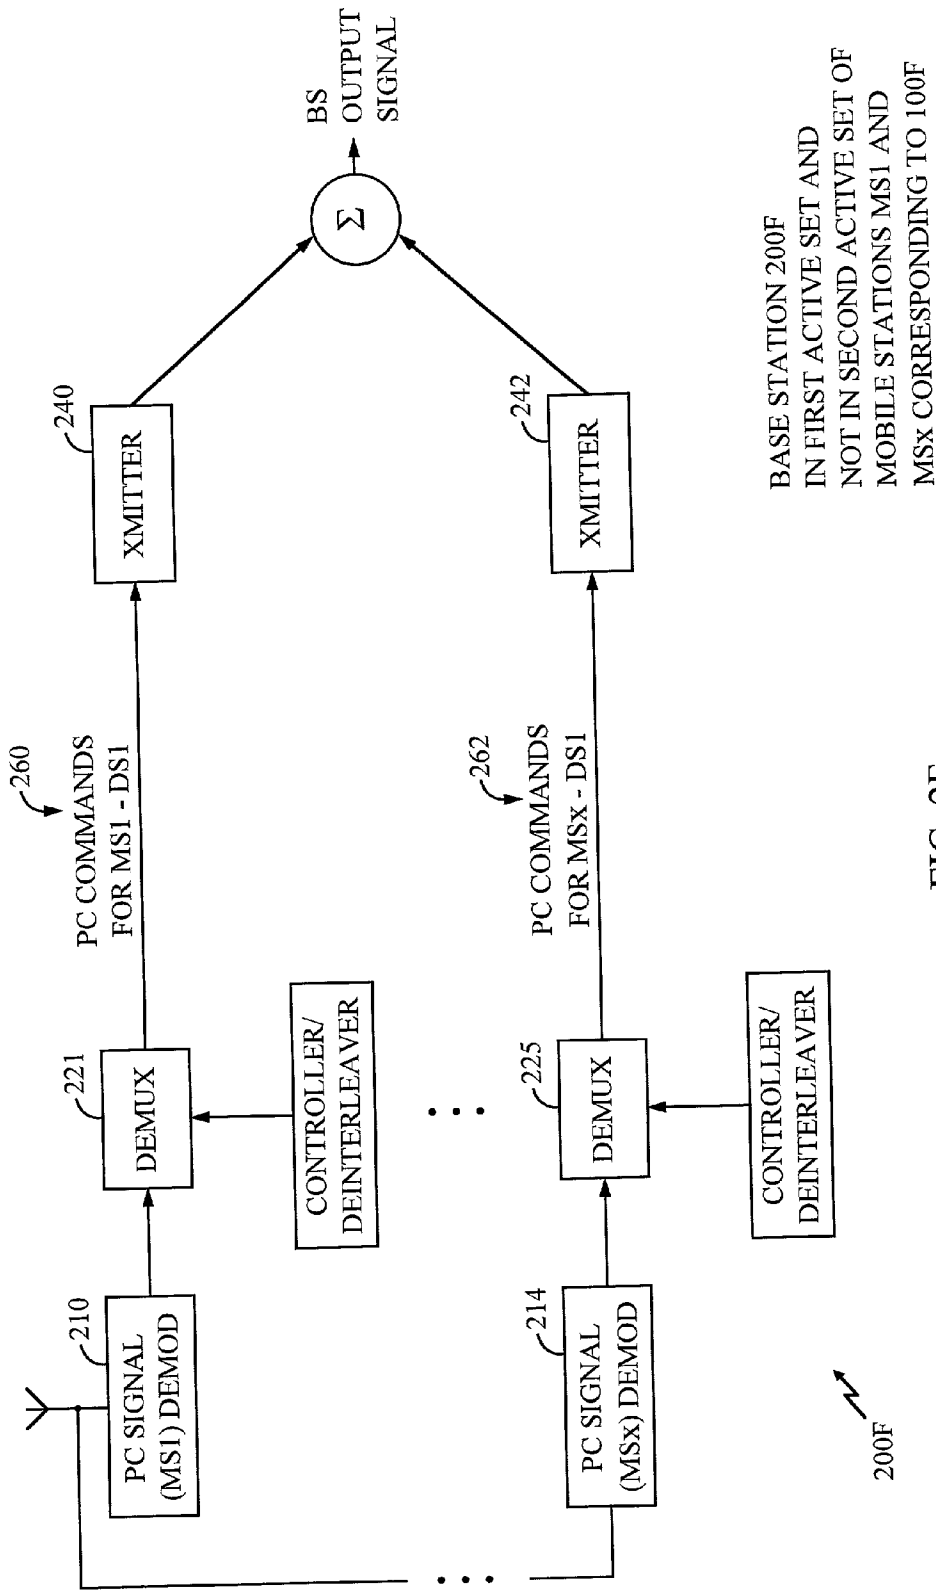 210
PC SIGNAL
(MS1) DEMOD
221
DEMUX
CONTROLLER/
DEINTERLEAVER
260
PC COMMANDS
FOR MS1 - DS1
240
XMITTER
Σ
BS
OUTPUT
SIGNAL
214
PC SIGNAL
(MSx) DEMOD
225
DEMUX
CONTROLLER/
DEINTERLEAVER
262
PC COMMANDS
FOR MSx - DS1
242
XMITTER
200F
BASE STATION 200F
IN FIRST ACTIVE SET AND
NOT IN SECOND ACTIVE SET OF
MOBILE STATIONS MS1 AND
MSx CORRESPONDING TO 100F
FIG.